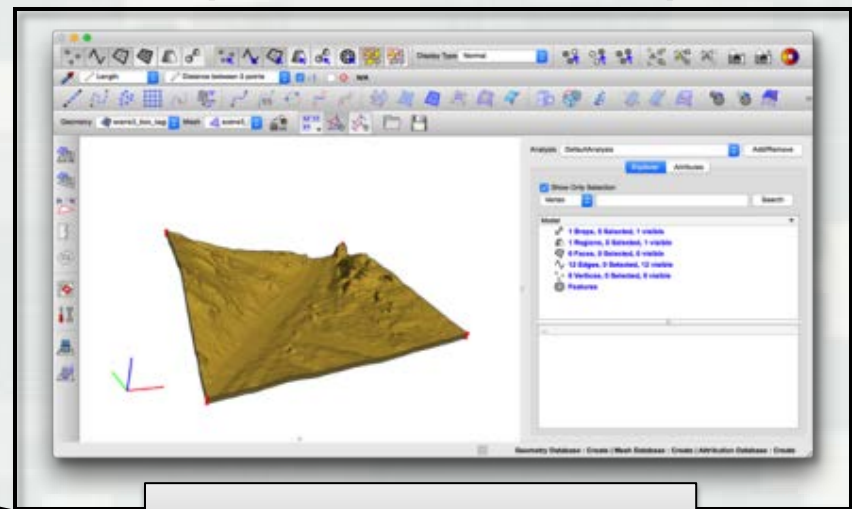 Display Type Normal
Length
Distance between 2 points
-1
N/A
Geometry
Mesh
Analysis DefaultAnalysis
Add/Remove
Explorer Attributes
Show Only Selection
Vertex
Search
Model
1 Breps, 0 Selected, 1 visible
1 Regions, 0 Selected, 1 visible
6 Faces, 0 Selected, 6 visible
12 Edges, 0 Selected, 12 visible
8 Vertices, 0 Selected, 8 visible
Features
Geometry Database : Create | Mesh Database : Create | Attribution Database : Create